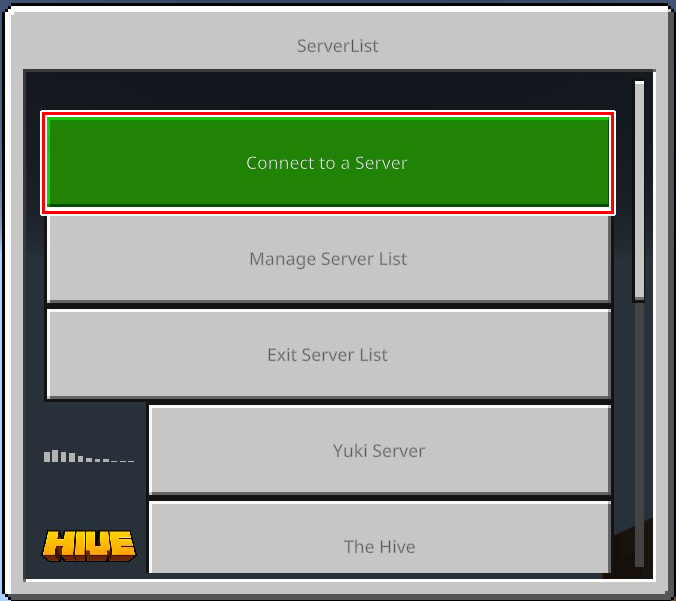 ServerList
Connect to a Server
Manage Server List
Exit Server List
Yuki Server
HIVE
The Hive